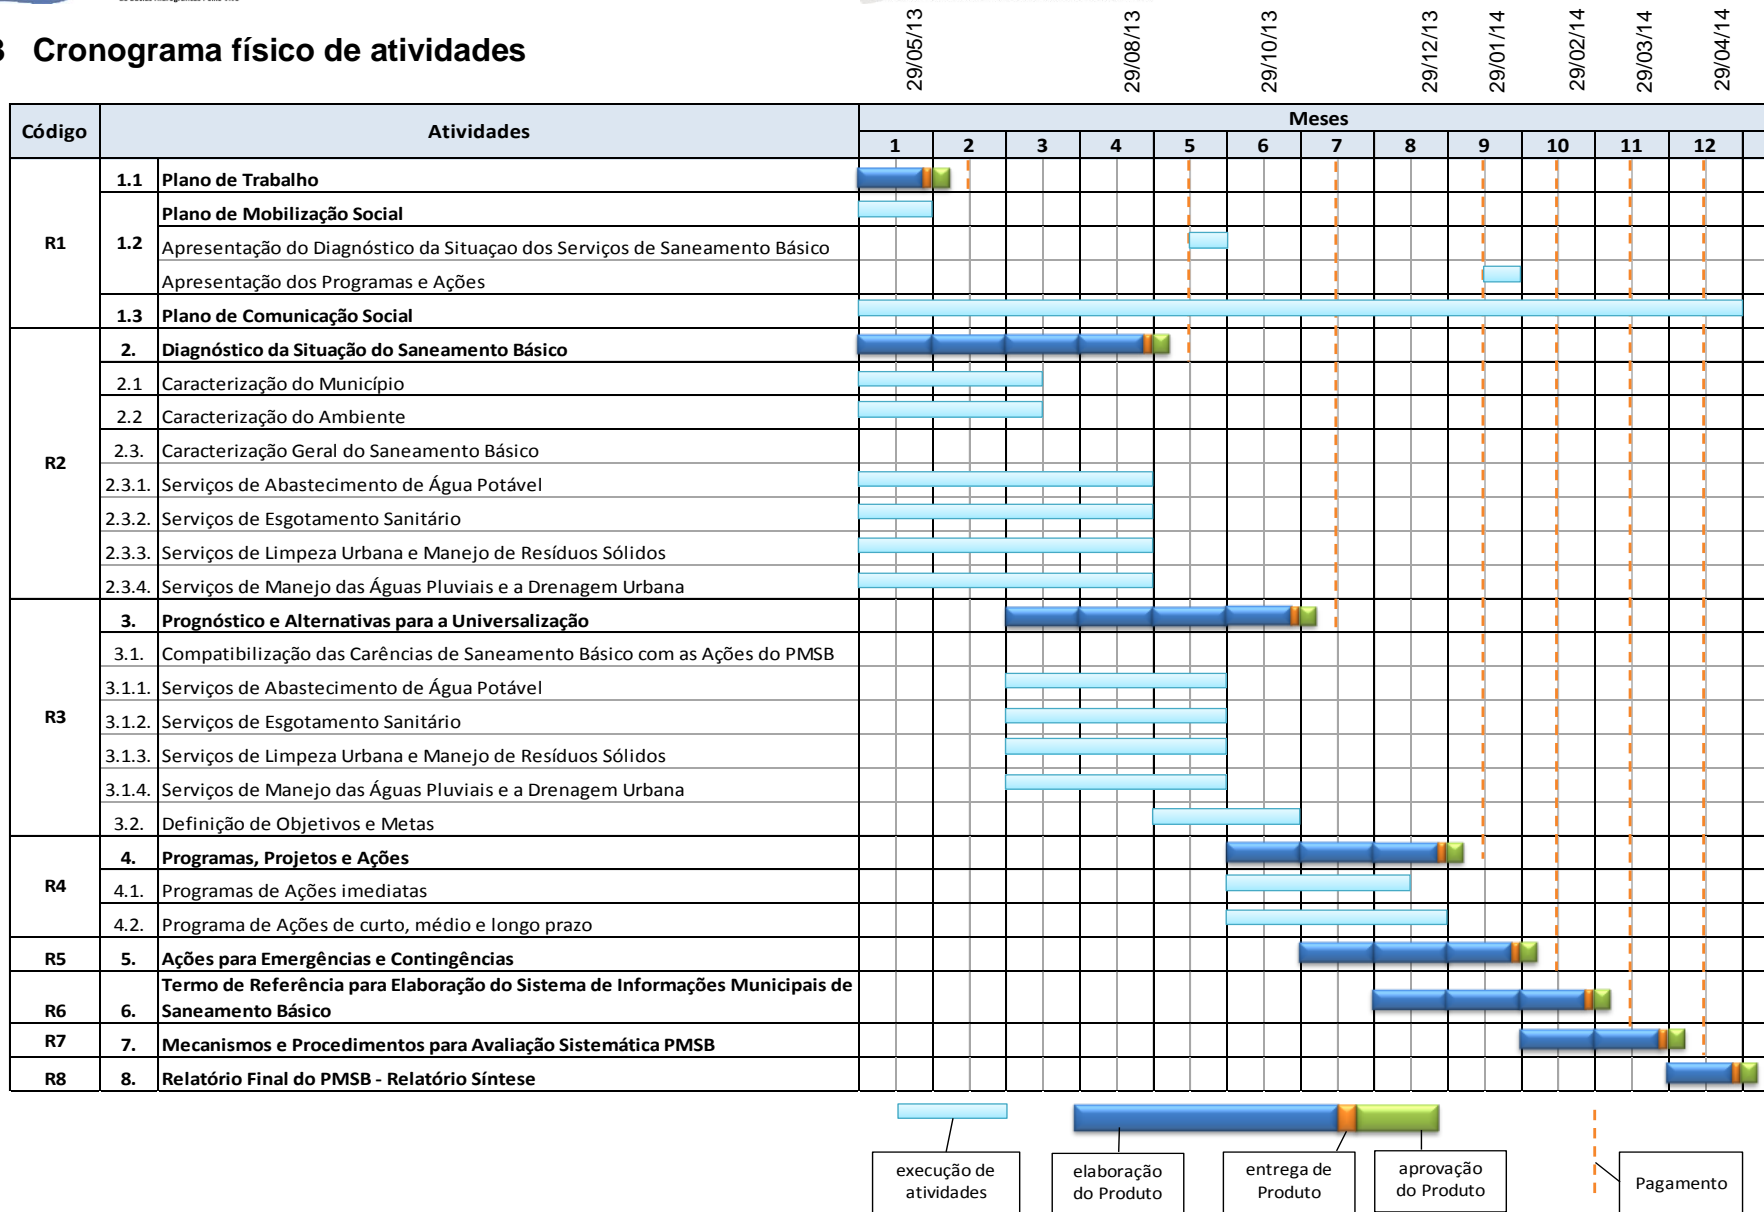 3 Cronograma físico de atividades
29/05/13
29/08/13
29/10/13
29/12/13
29/01/14
29/02/14
29/03/14
29/04/14
Código Atividades Meses
1 2 3 4 5 6 7 8 9 10 11 12
R1
1.1 Plano de Trabalho
1.2 Plano de Mobilização Social
Apresentação do Diagnóstico da Situaçao dos Serviços de Saneamento Básico
Apresentação dos Programas e Ações
1.3 Plano de Comunicação Social
R2
2. Diagnóstico da Situação do Saneamento Básico
2.1 Caracterização do Município
2.2 Caracterização do Ambiente
2.3. Caracterização Geral do Saneamento Básico
2.3.1. Serviços de Abastecimento de Água Potável
2.3.2. Serviços de Esgotamento Sanitário
2.3.3. Serviços de Limpeza Urbana e Manejo de Resíduos Sólidos
2.3.4. Serviços de Manejo das Águas Pluviais e a Drenagem Urbana
R3
3. Prognóstico e Alternativas para a Universalização
3.1. Compatibilização das Carências de Saneamento Básico com as Ações do PMSB
3.1.1. Serviços de Abastecimento de Água Potável
3.1.2. Serviços de Esgotamento Sanitário
3.1.3. Serviços de Limpeza Urbana e Manejo de Resíduos Sólidos
3.1.4. Serviços de Manejo das Águas Pluviais e a Drenagem Urbana
3.2. Definição de Objetivos e Metas
R4
4. Programas, Projetos e Ações
4.1. Programas de Ações imediatas
4.2. Programa de Ações de curto, médio e longo prazo
R5 5. Ações para Emergências e Contingências
Termo de Referência para Elaboração do Sistema de Informações Municipais de
R6 6. Saneamento Básico
R7 7. Mecanismos e Procedimentos para Avaliação Sistemática PMSB
R8 8. Relatório Final do PMSB - Relatório Síntese
execução de
atividades
elaboração
do Produto
entrega de
Produto
aprovação
do Produto
Pagamento